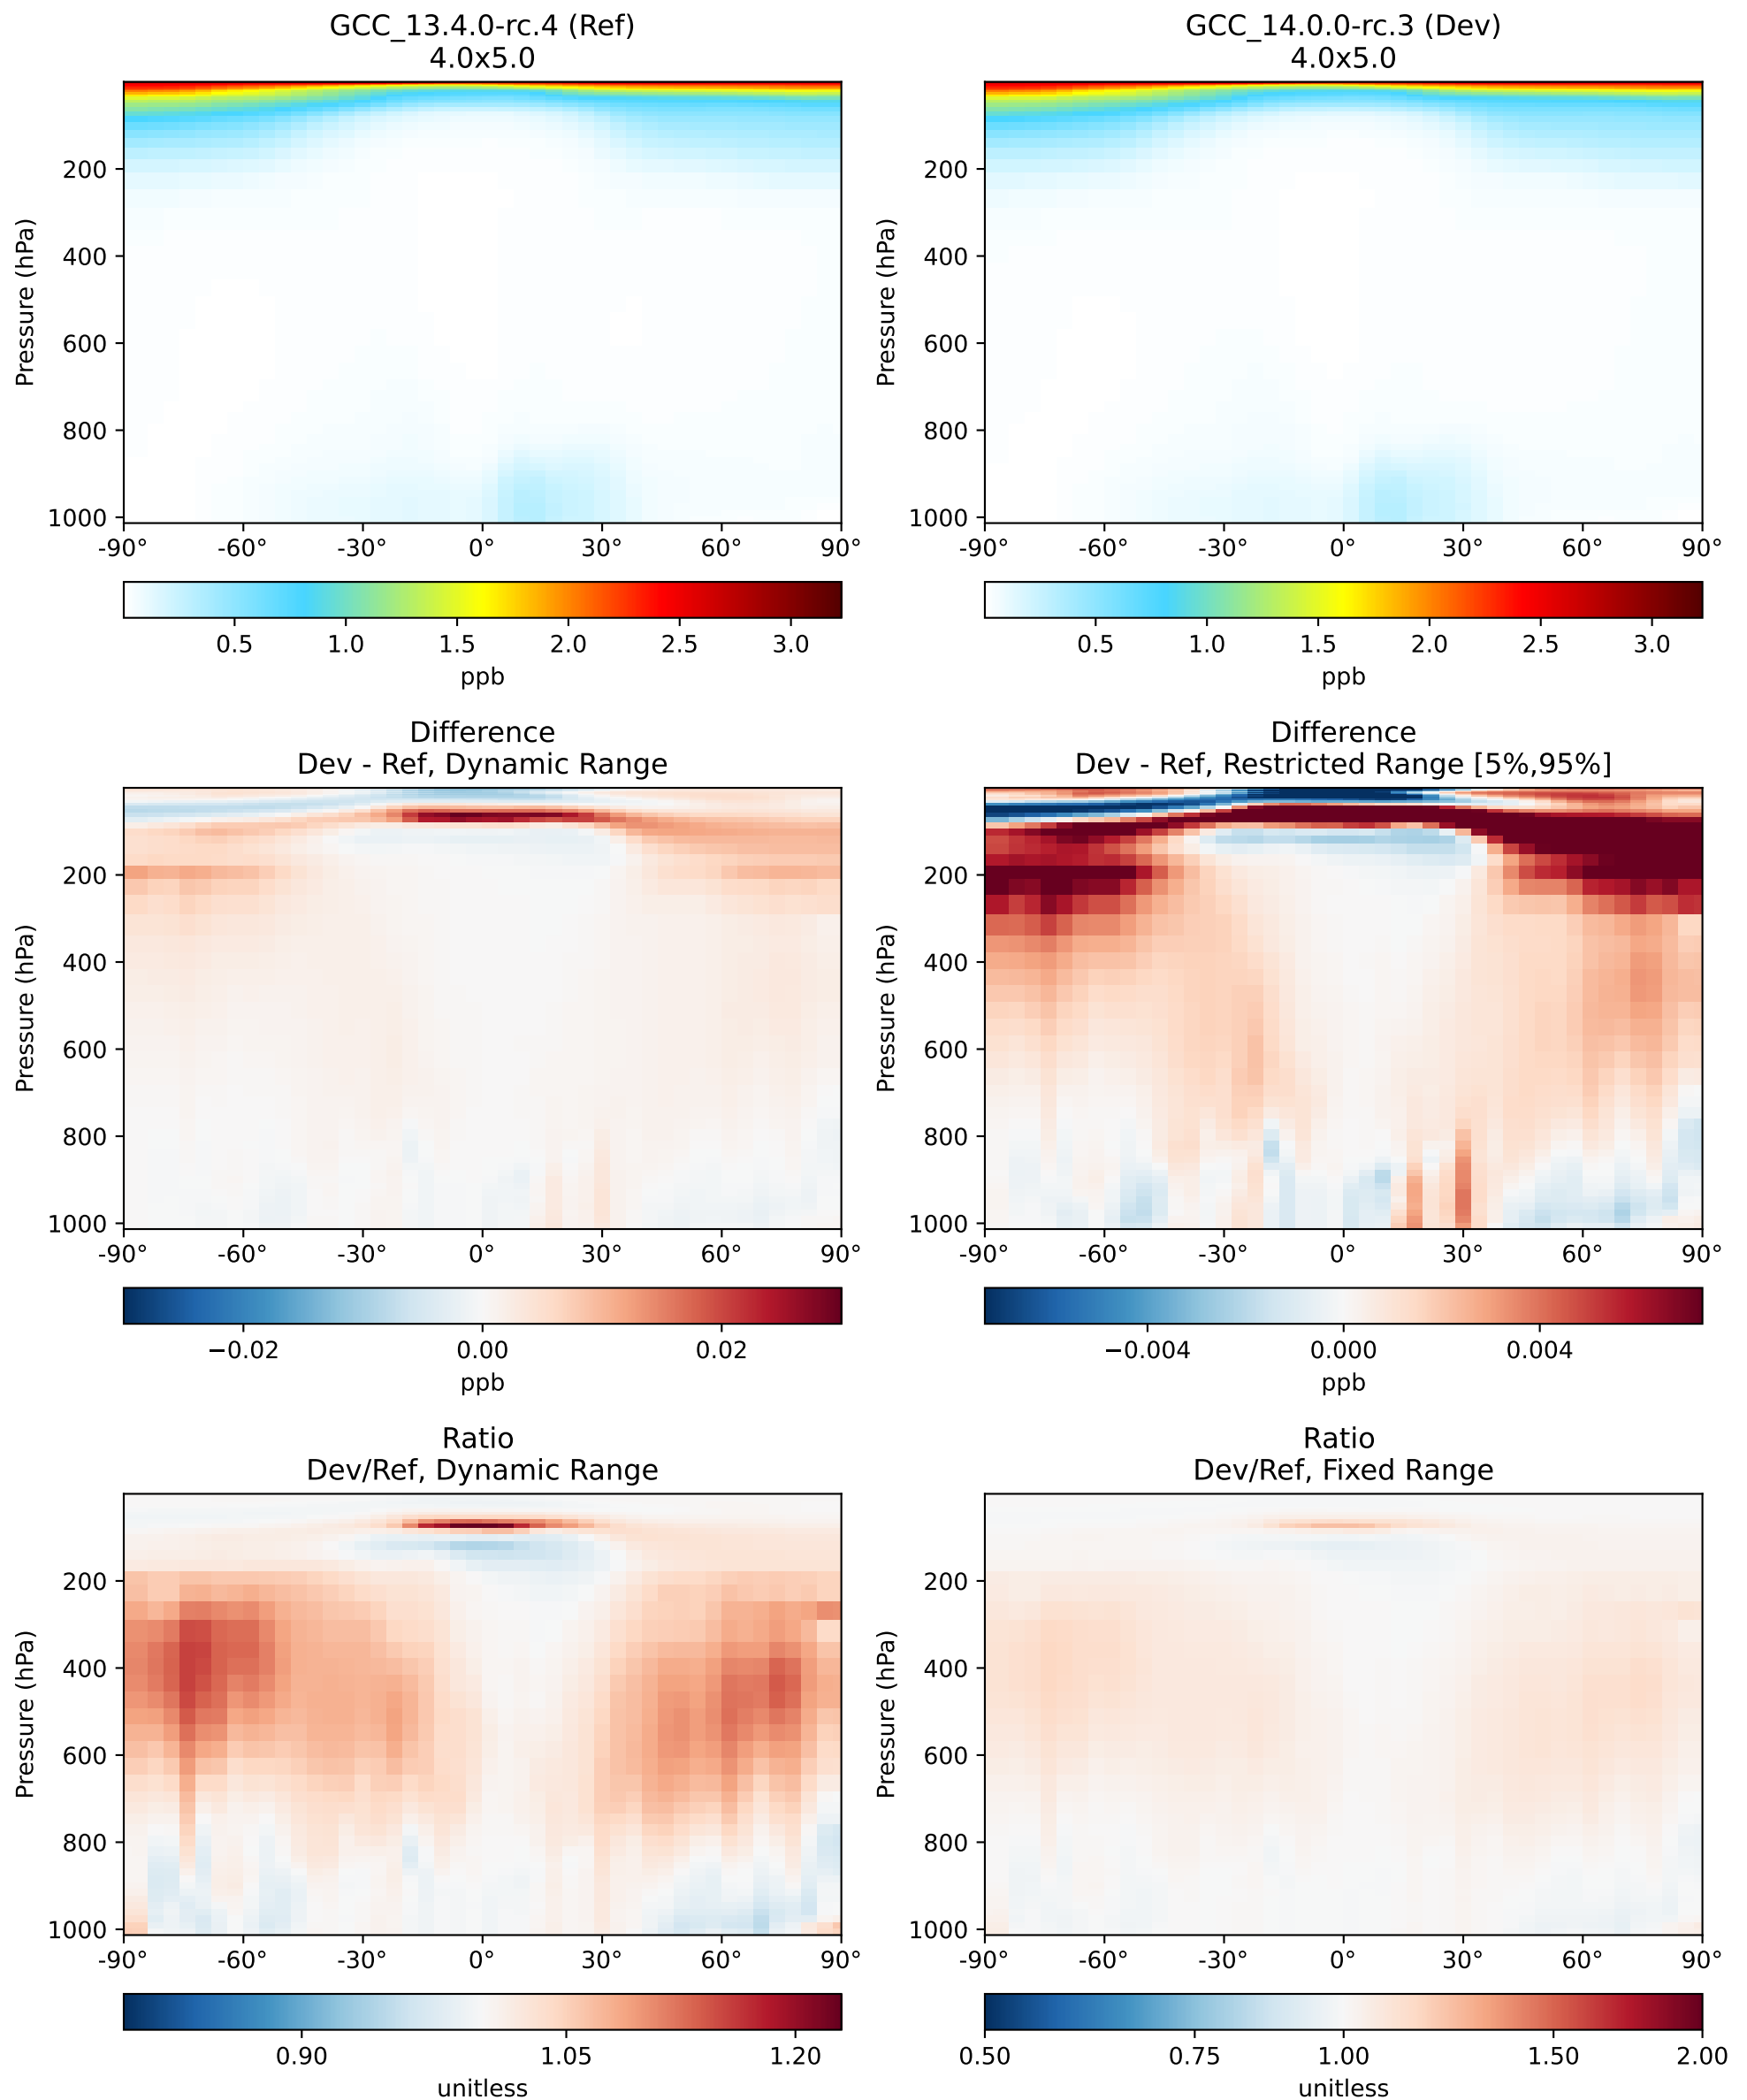 GCC_13.4.0-rc.4 (Ref)
4.0x5.0
Pressure (hPa)
200
400
600
800
1000
-90° -60° -30° 0° 30° 60° 90°
0.5 1.0 1.5 2.0 2.5 3.0
ppb
GCC_14.0.0-rc.3 (Dev)
4.0x5.0
Pressure (hPa)
200
400
600
800
1000
-90° -60° -30° 0° 30° 60° 90°
0.5 1.0 1.5 2.0 2.5 3.0
ppb
Difference
Dev - Ref, Dynamic Range
Pressure (hPa)
200
400
600
800
1000
-90° -60° -30° 0° 30° 60° 90°
−0.02 0.00 0.02
ppb
Difference
Dev - Ref, Restricted Range [5%,95%]
Pressure (hPa)
200
400
600
800
1000
-90° -60° -30° 0° 30° 60° 90°
−0.004 0.000 0.004
ppb
Ratio
Dev/Ref, Dynamic Range
Pressure (hPa)
200
400
600
800
1000
-90° -60° -30° 0° 30° 60° 90°
0.90 1.05 1.20
unitless
Ratio
Dev/Ref, Fixed Range
Pressure (hPa)
200
400
600
800
1000
-90° -60° -30° 0° 30° 60° 90°
0.50 0.75 1.00 1.50 2.00
unitless